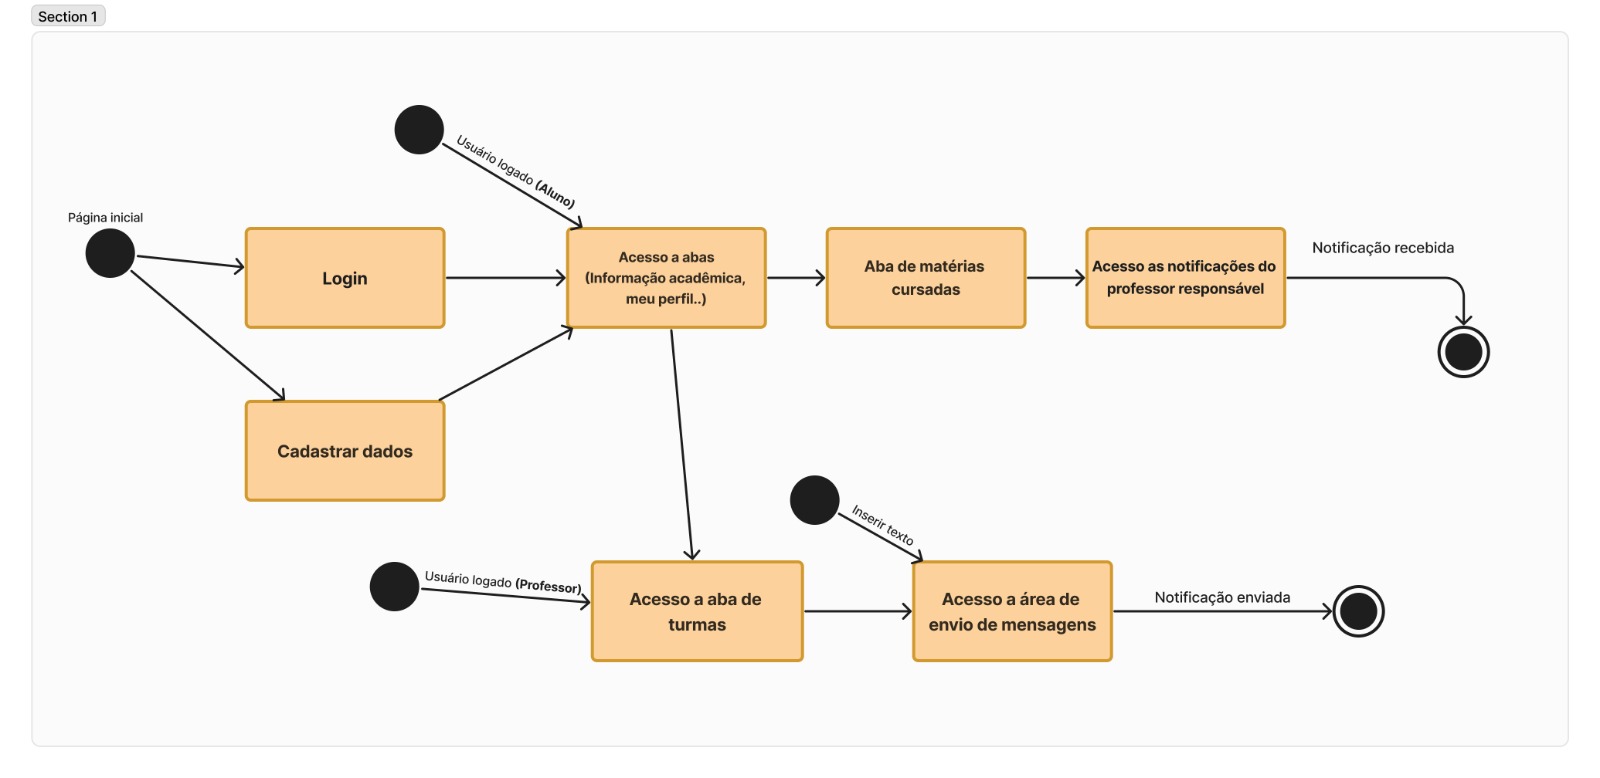 Section 1
Usuário logado (Aluno)
Página inicial
Login
Acesso a abas
(Informação acadêmica,
meu perfil..)
Aba de matérias
cursadas
Acesso as notificações do
professor responsável
Notificação recebida
Cadastrar dados
Inserir texto
Usuário logado (Professor)
Acesso a aba de
turmas
Acesso a área de
envio de mensagens
Notificação enviada